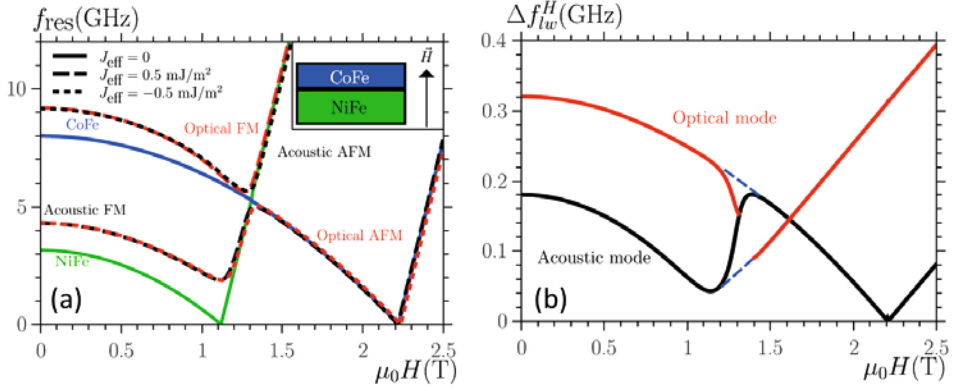 f_res(GHz)
J_eff = 0
J_eff = 0.5 mJ/m²
J_eff = −0.5 mJ/m²
H⃗
CoFe
NiFe
CoFe
Optical FM
Acoustic AFM
Acoustic FM
Optical AFM
NiFe
(a)
10
5
0
0 0.5 1 1.5 2 2.5
μ₀H(T)
Δf_lw^H
0.4
0.3
0.2
0.1
0
Optical mode
Acoustic mode
(b)
0 0.5 1 1.5 2 2.5
μ₀H(T)